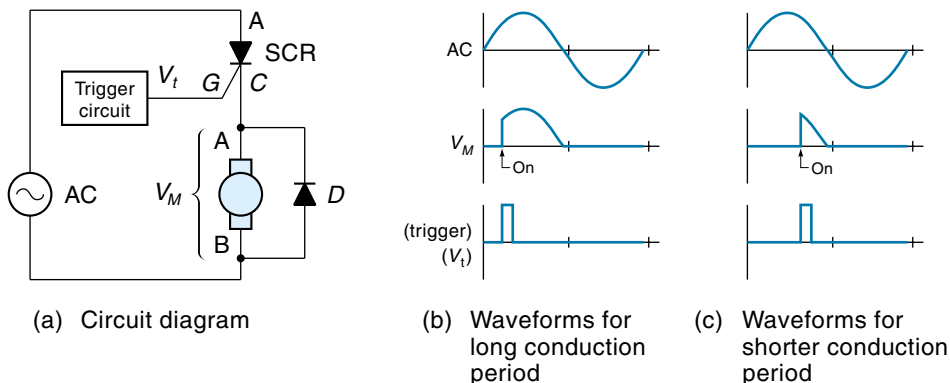 A
SCR
V_t
G
C
Trigger
circuit
A
AC
V_M
D
B
(a) Circuit diagram
AC
V_M
On
(trigger)
(V_t)
(b) Waveforms for
long conduction
period
On
(c) Waveforms for
shorter conduction
period